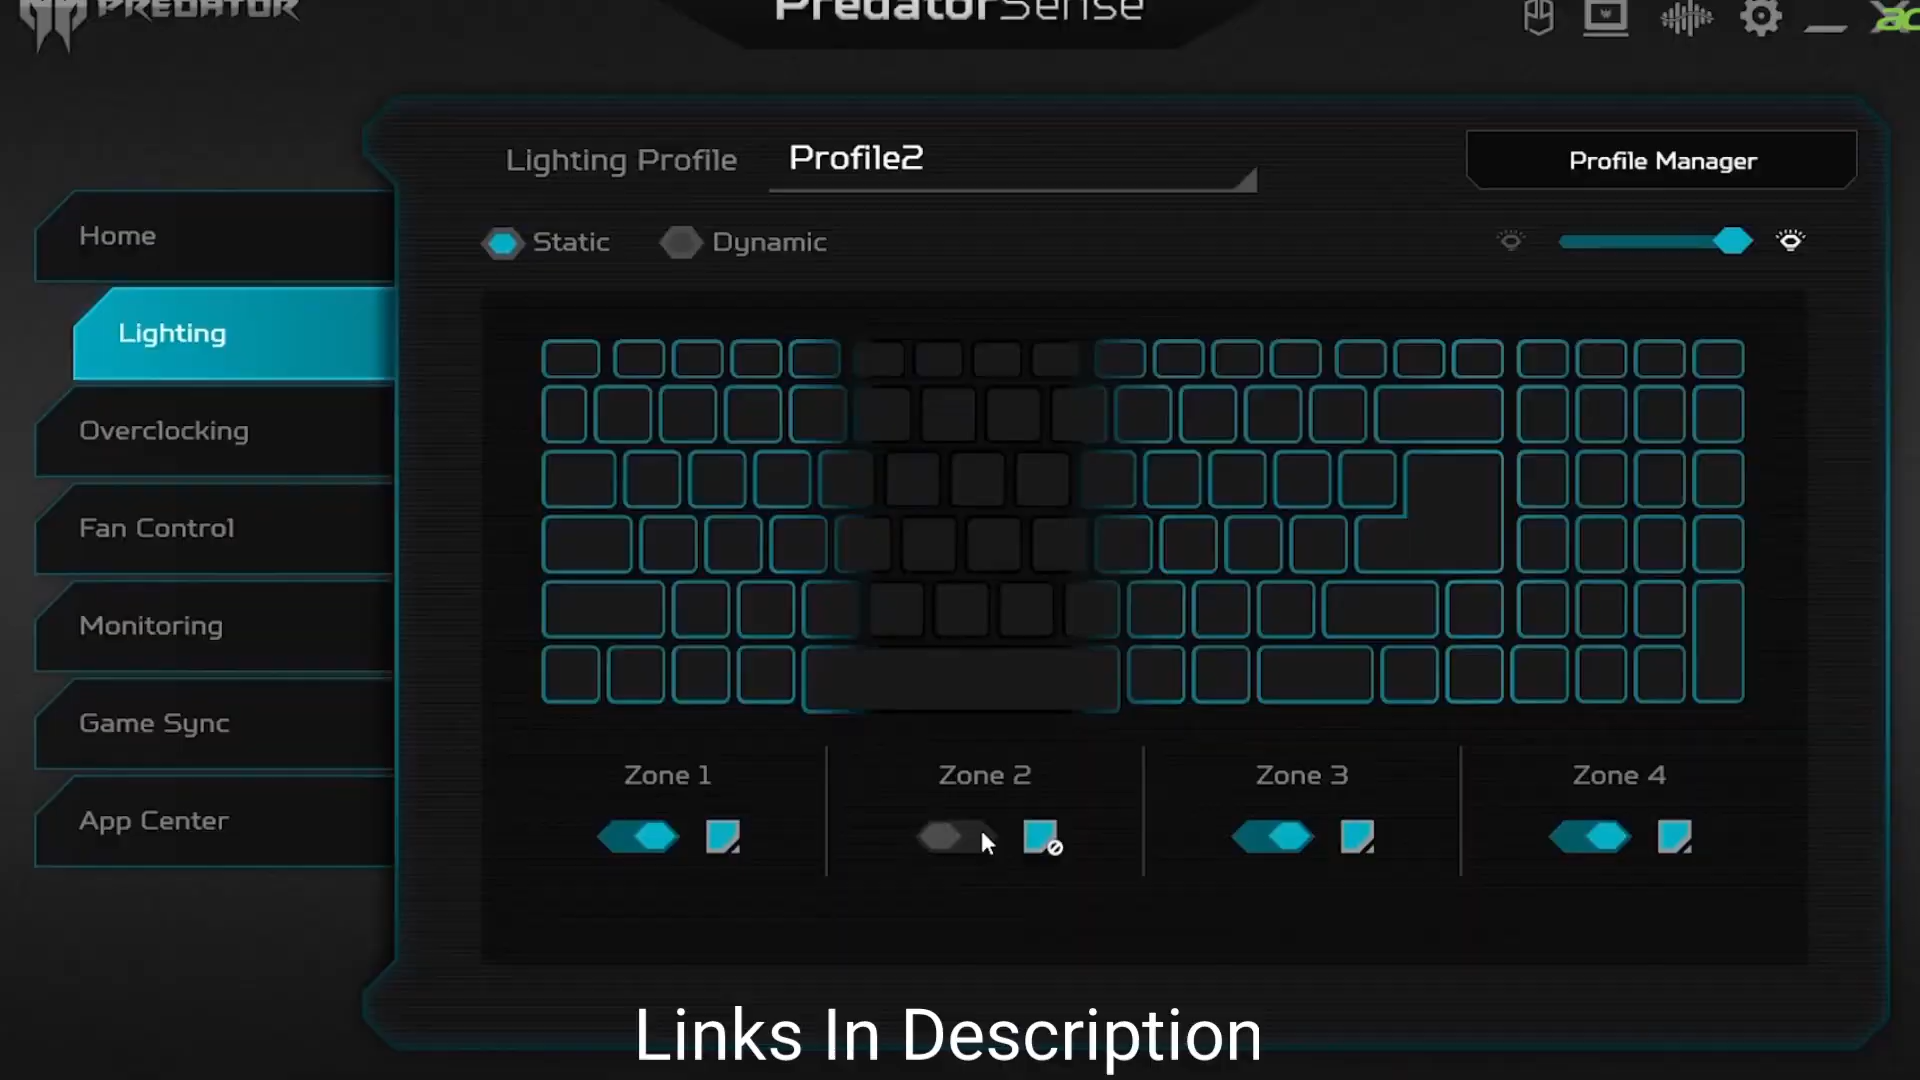 PREDATOR
PredatorSense
Lighting Profile
Profile2
Profile Manager
Static
Dynamic
Home
Lighting
Overclocking
Fan Control
Monitoring
Game Sync
App Center
Zone 1
Zone 2
Zone 3
Zone 4
Links In Description